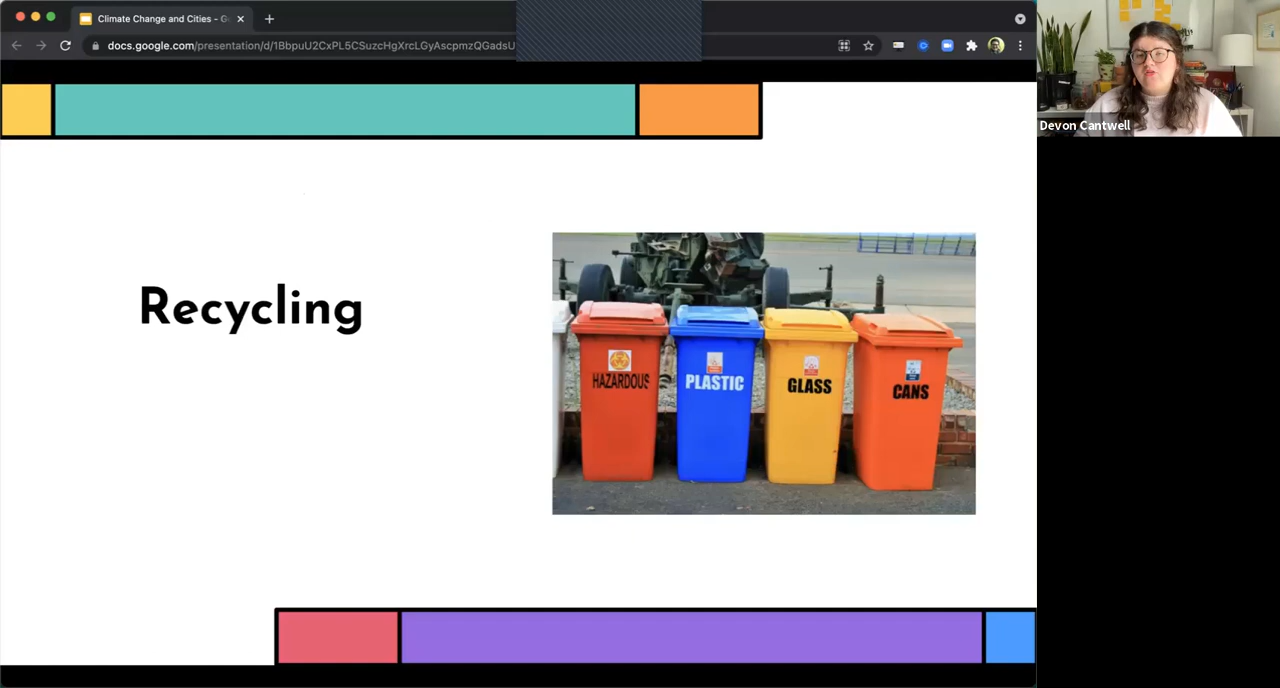 Climate Change and Cities - G
docs.google.com/presentation/d/1BbpuU2CxPL5CSuzcHgXrcLGyAscpmzQGadsU
Devon Cantwell
Recycling
HAZARDOUS
PLASTIC
GLASS
CANS